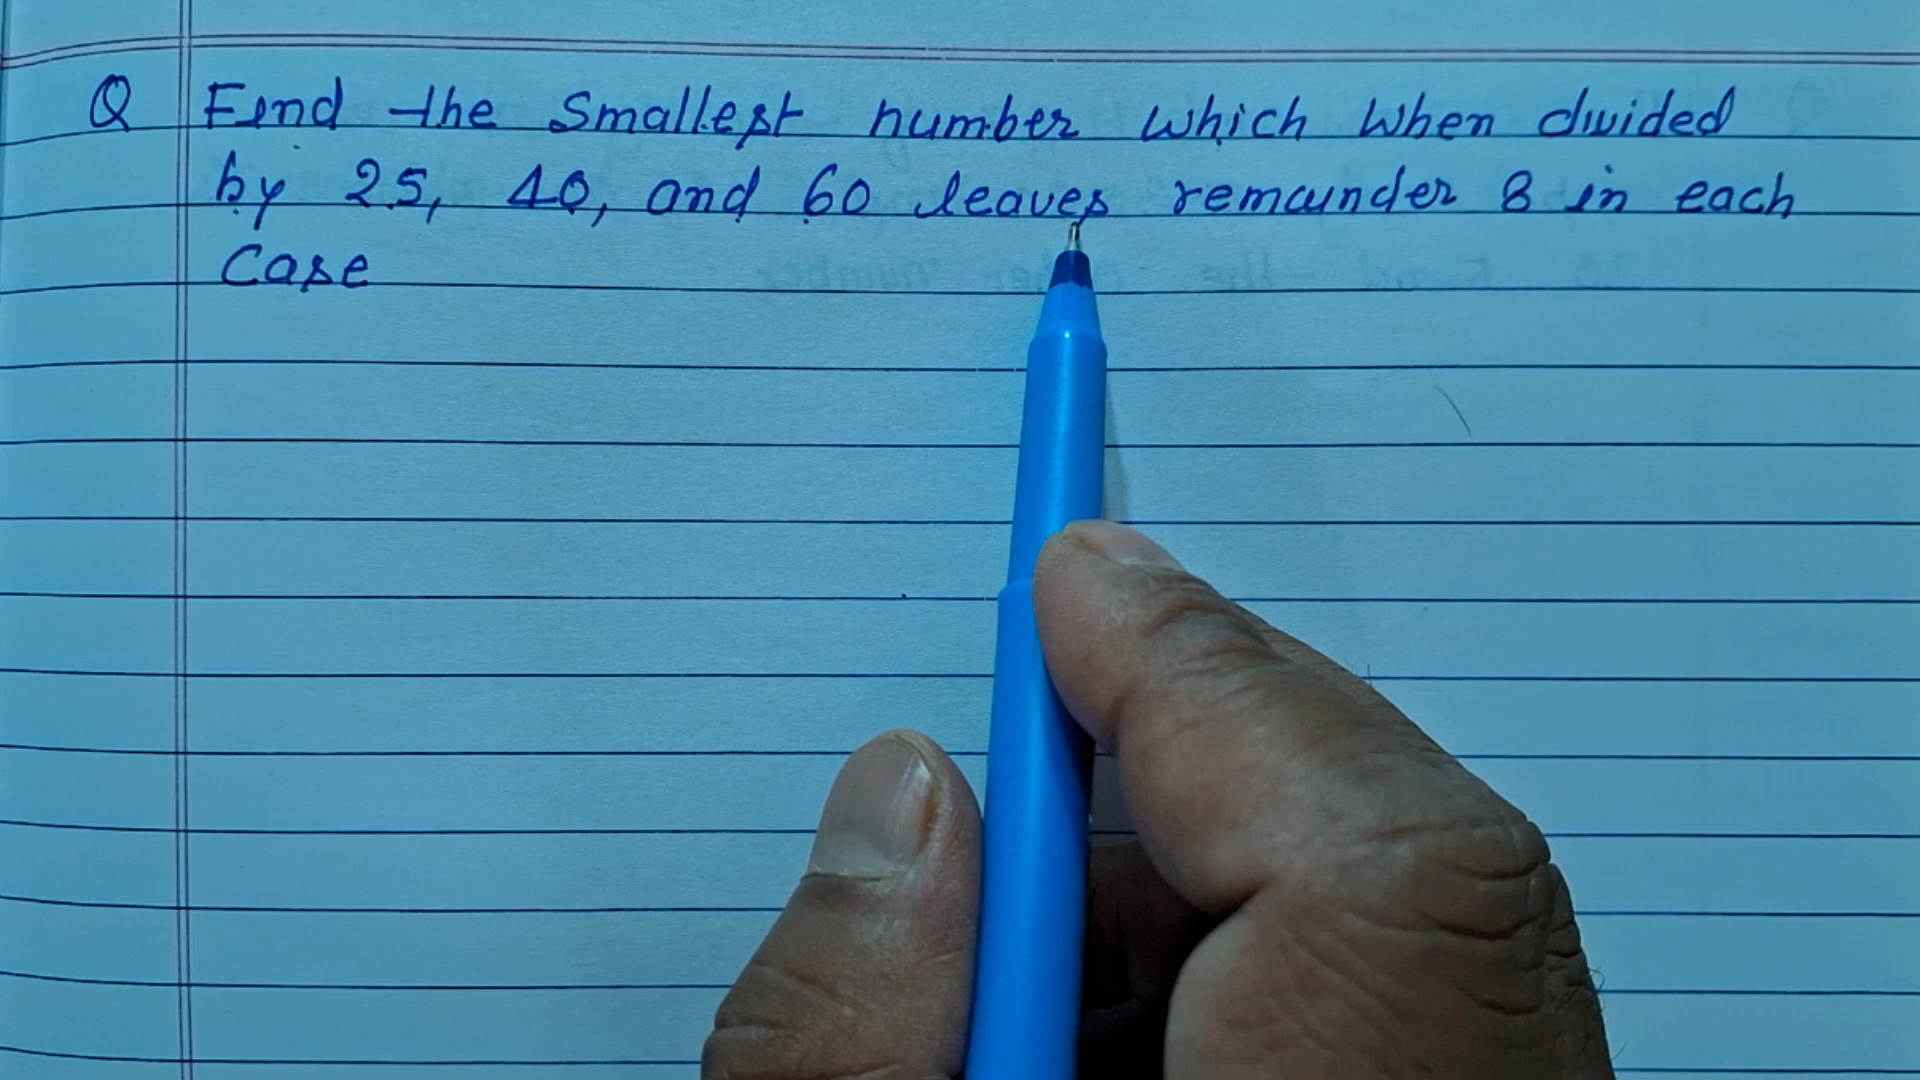 Q Find the smallest number which when divided
by 25, 40, and 60 leaves remainder 8 in each
case